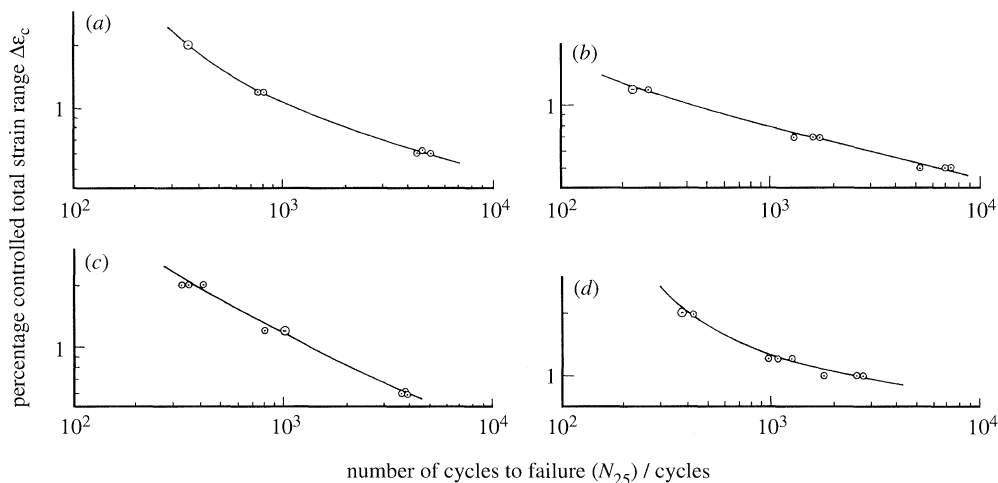 percentage controlled total strain range Δε_c
(a)
1
10² 10³ 10⁴
(b)
1
10² 10³ 10⁴
(c)
1
10² 10³ 10⁴
(d)
1
10² 10³ 10⁴
number of cycles to failure (N₂₅) / cycles